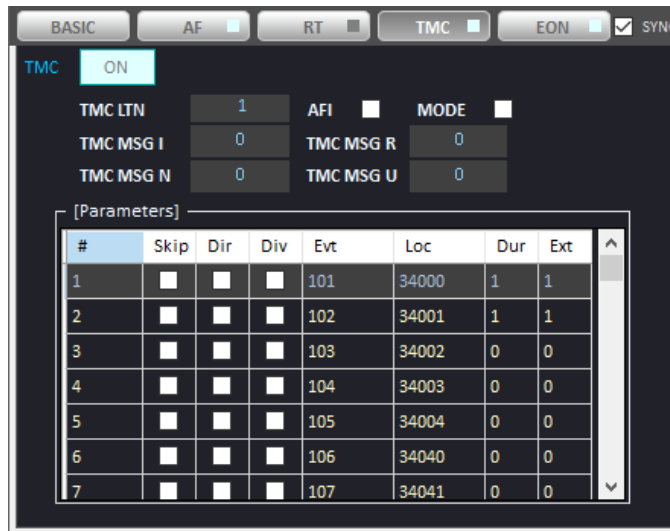 BASIC AF RT TMC EON SYN
TMC ON
TMC LTN 1 AFI MODE
TMC MSG I 0 TMC MSG R 0
TMC MSG N 0 TMC MSG U 0
[Parameters]
# Skip Dir Div Evt Loc Dur Ext
1 101 34000 1 1
2 102 34001 1 1
3 103 34002 0 0
4 104 34003 0 0
5 105 34004 0 0
6 106 34040 0 0
7 107 34041 0 0